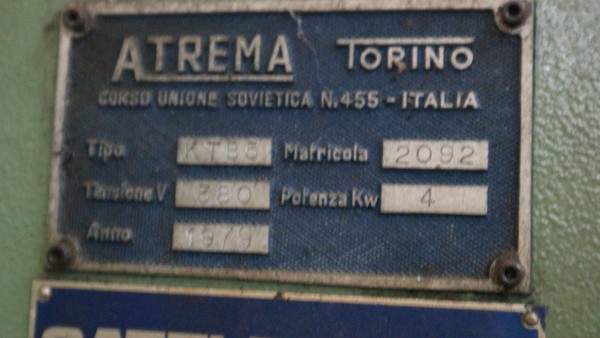 ATREMA TORINO
CORSO UNIONE SOVIETICA N.455 - ITALIA
Tipo Matricola 2092
Tensione V 380 Potenza Kw 4
Anno 1979